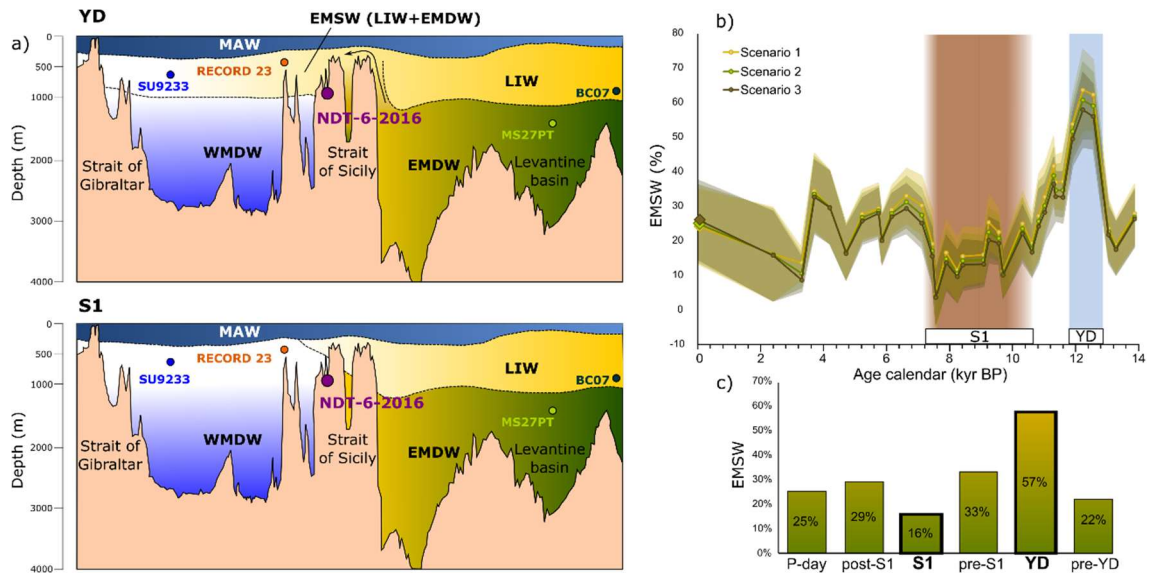 a)
YD
EMSW (LIW+EMDW)
0
500
1000
2000
3000
4000
Depth (m)
MAW
RECORD 23
SU9233
LIW
BC07
NDT-6-2016
MS27PT
WMDW
Strait of
Gibraltar
Strait
of Sicily
EMDW
Levantine
basin
S1
0
500
1000
2000
3000
4000
Depth (m)
MAW
RECORD 23
SU9233
LIW
BC07
NDT-6-2016
MS27PT
WMDW
Strait of
Gibraltar
Strait
of Sicily
EMDW
Levantine
basin
b)
80
70
60
50
40
30
20
10
0
-10
EMSW (%)
Scenario 1
Scenario 2
Scenario 3
S1
YD
0 2 4 6 8 10 12 14
Age calendar (kyr BP)
c)
70%
60%
50%
40%
30%
20%
10%
0%
EMSW
25% 29% 16% 33% 57% 22%
P-day post-S1 S1 pre-S1 YD pre-YD